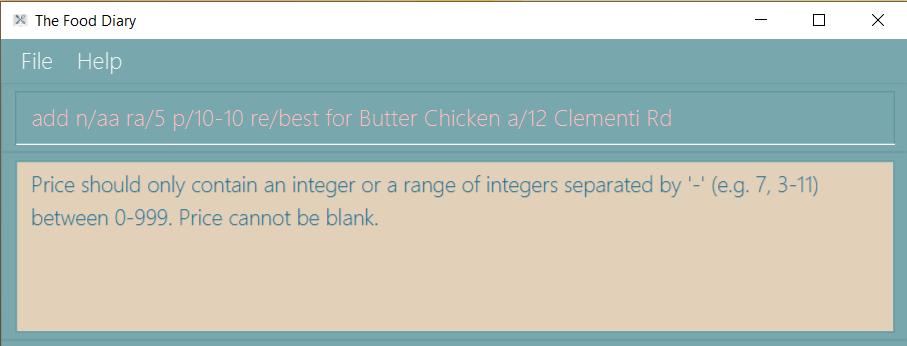 The Food Diary
File Help
add n/aa ra/5 p/10-10 re/best for Butter Chicken a/12 Clementi Rd
Price should only contain an integer or a range of integers separated by '-' (e.g. 7, 3-11)
between 0-999. Price cannot be blank.